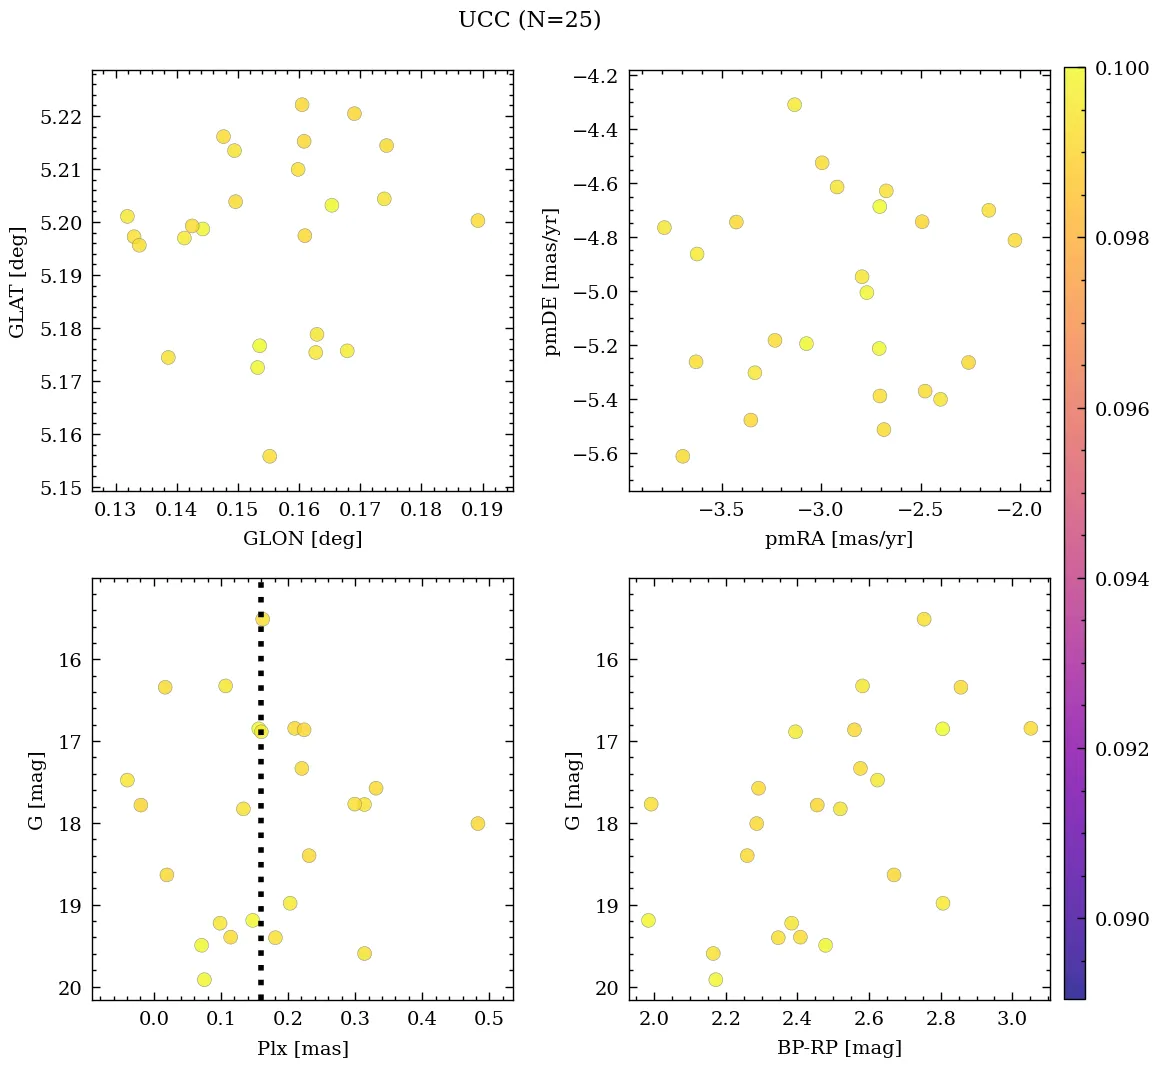 UCC (N=25)
5.22
5.21
5.20
5.19
5.18
5.17
5.16
5.15
GLAT [deg]
0.13 0.14 0.15 0.16 0.17 0.18 0.19
GLON [deg]
−4.2
−4.4
−4.6
−4.8
−5.0
−5.2
−5.4
−5.6
pmDE [mas/yr]
−3.5 −3.0 −2.5 −2.0
pmRA [mas/yr]
16
17
18
19
20
G [mag]
0.0 0.1 0.2 0.3 0.4 0.5
Plx [mas]
16
17
18
19
20
G [mag]
2.0 2.2 2.4 2.6 2.8 3.0
BP-RP [mag]
0.100
0.098
0.096
0.094
0.092
0.090